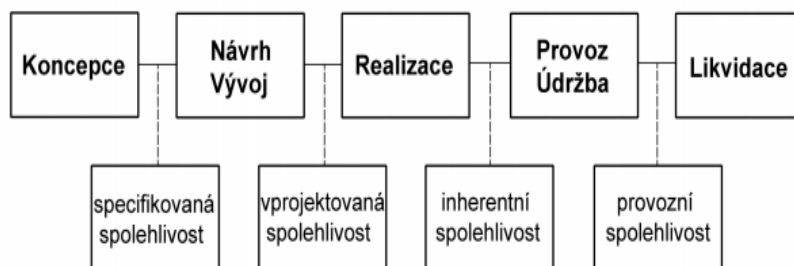 Koncepce
Návrh
Vývoj
Realizace
Provoz
Údržba
Likvidace
specifikovaná
spolehlivost
vprojektovaná
spolehlivost
inherentní
spolehlivost
provozní
spolehlivost